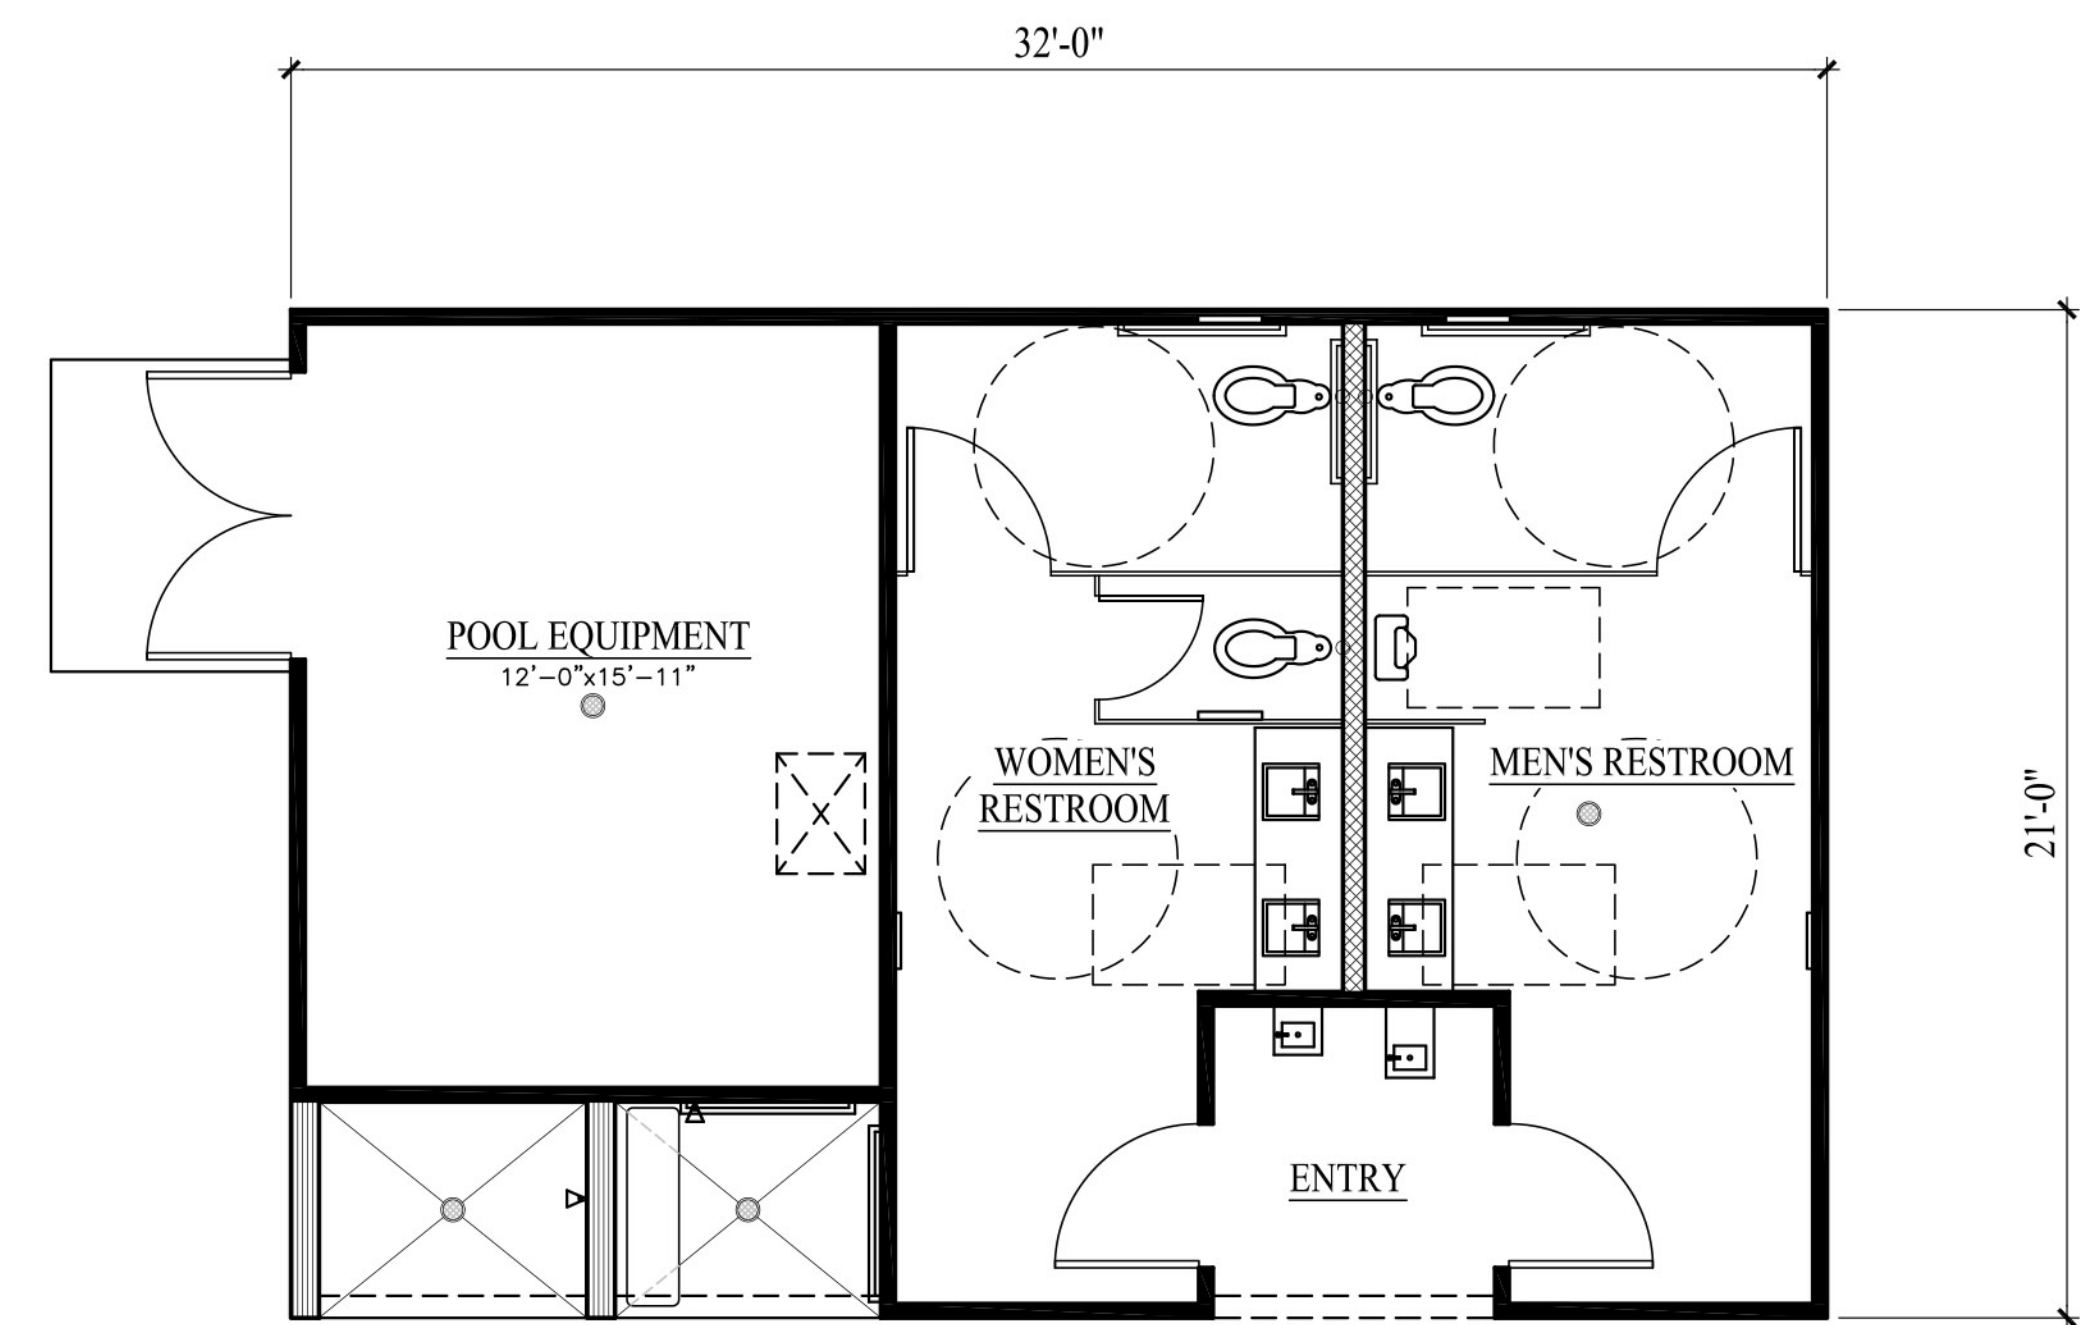 32'-0"
POOL EQUIPMENT
12'-0"x15'-11"
WOMEN'S
RESTROOM
MEN'S RESTROOM
21'-0"
ENTRY